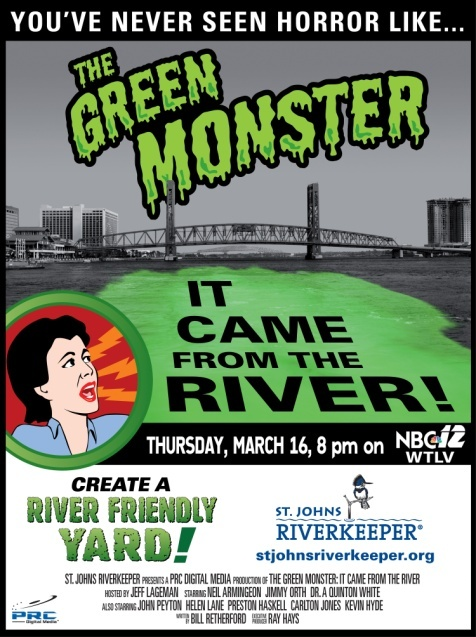 YOU'VE NEVER SEEN HORROR LIKE...
THE
GREEN
MONSTER
IT
CAME
FROM THE
RIVER!
THURSDAY, MARCH 16, 8 pm on NBC 12
WTLV
CREATE A
RIVER FRIENDLY
YARD!
ST. JOHNS
RIVERKEEPER®
stjohnsriverkeeper.org
ST. JOHNS RIVERKEEPER PRESENTS A PRC DIGITAL MEDIA PRODUCTION OF THE GREEN MONSTER: IT CAME FROM THE RIVER
HOSTED BY JEFF LAGEMAN STARRING NEIL ARMINGEON JIMMY ORTH DR. A QUINTON WHITE
ALSO STARRING JOHN PEYTON HELEN LANE PRESTON HASKELL CARLTON JONES KEVIN HYDE
WRITTEN BY BILL RETHERFORD EXECUTIVE PRODUCER RAY HAYS
PRC
Digital Media